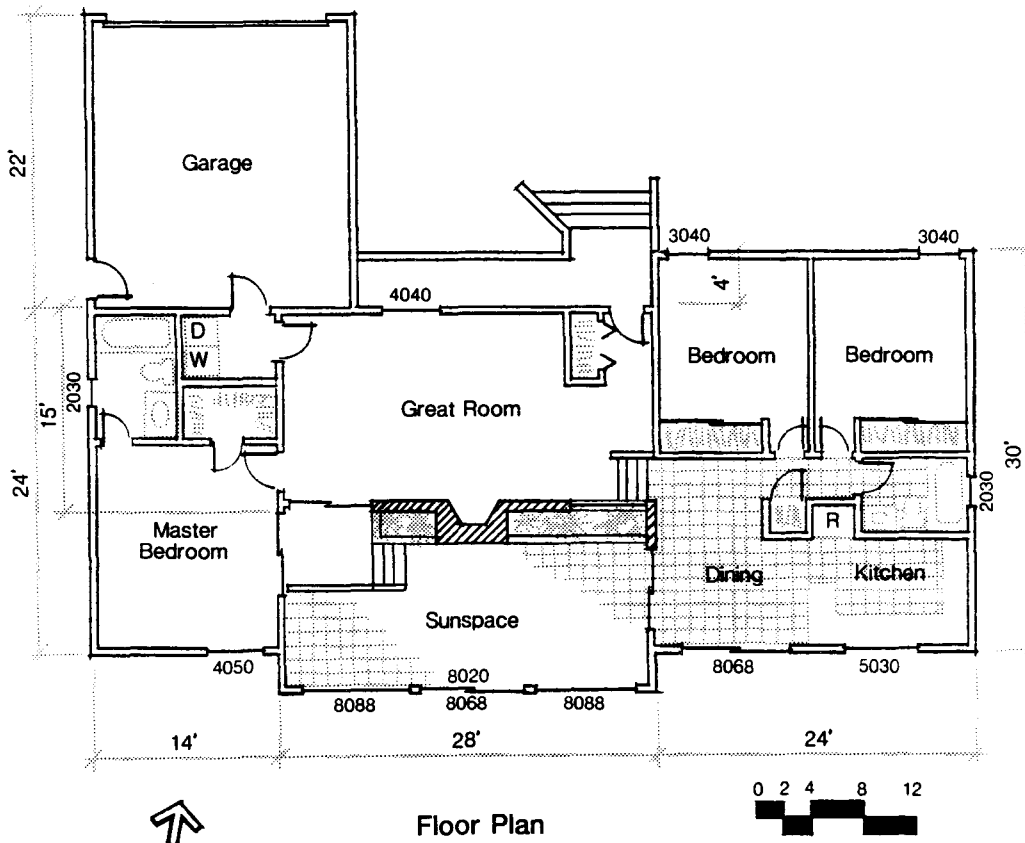 22'
Garage
3040
3040
4'
4040
D
W
Bedroom
Bedroom
2030
15'
Great Room
30'
24'
2030
Master
Bedroom
R
Dining
Kitchen
Sunspace
4050
8020
8068
5030
8088
8068
8088
14'
28'
24'
0 2 4 8 12
Floor Plan